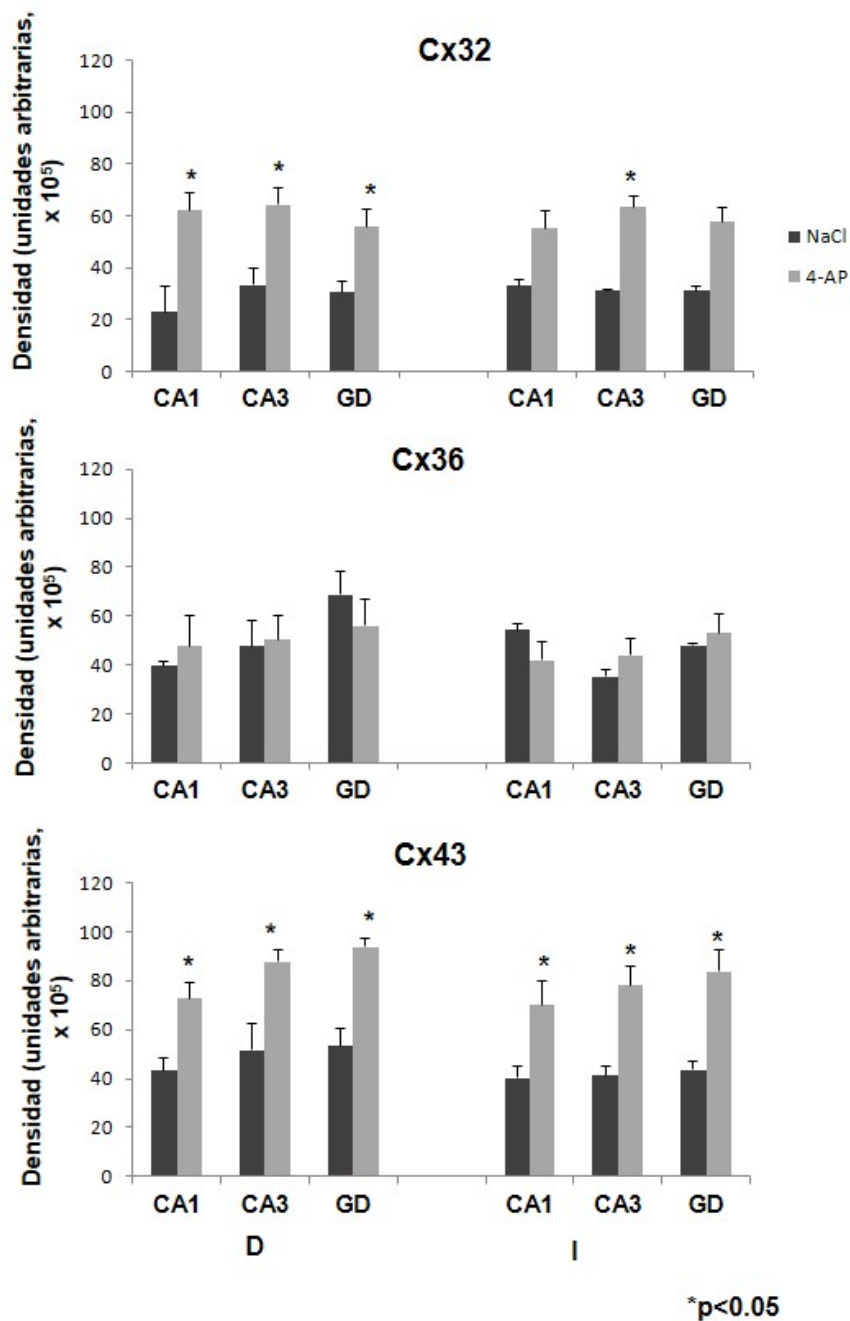 Cx32
Densidad (unidades arbitrarias,
x 10⁵)
120
100
80
60
40
20
0
* * * *
CA1 CA3 GD CA1 CA3 GD
NaCl
4-AP
Cx36
Densidad (unidades arbitrarias,
x 10⁵)
120
100
80
60
40
20
0
CA1 CA3 GD CA1 CA3 GD
Cx43
Densidad (unidades arbitrarias,
x 10⁵)
120
100
80
60
40
20
0
* * * * * *
CA1 CA3 GD CA1 CA3 GD
D I
*p<0.05